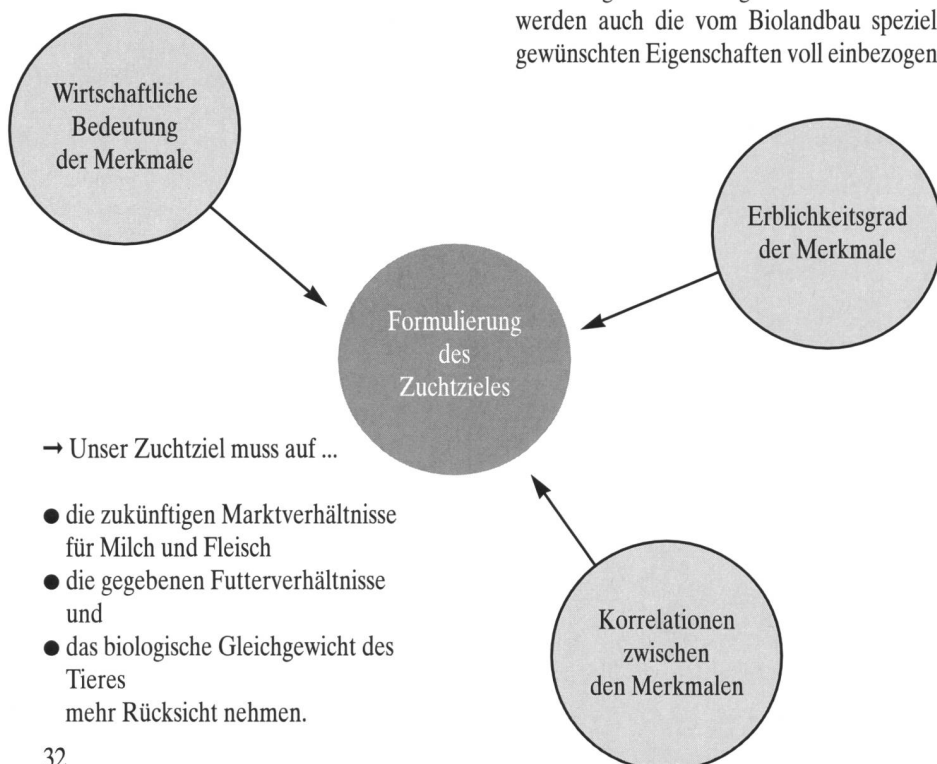 werden auch die vom Biolandbau speziel
gewünschten Eigenschaften voll einbezogen
Wirtschaftliche
Bedeutung
der Merkmale
Erblichkeitsgrad
der Merkmale
Formulierung
des
Zuchtzieles
→ Unser Zuchtziel muss auf ...
● die zukünftigen Marktverhältnisse
für Milch und Fleisch
● die gegebenen Futterverhältnisse
und
● das biologische Gleichgewicht des
Tieres
mehr Rücksicht nehmen.
Korrelationen
zwischen
den Merkmalen
32